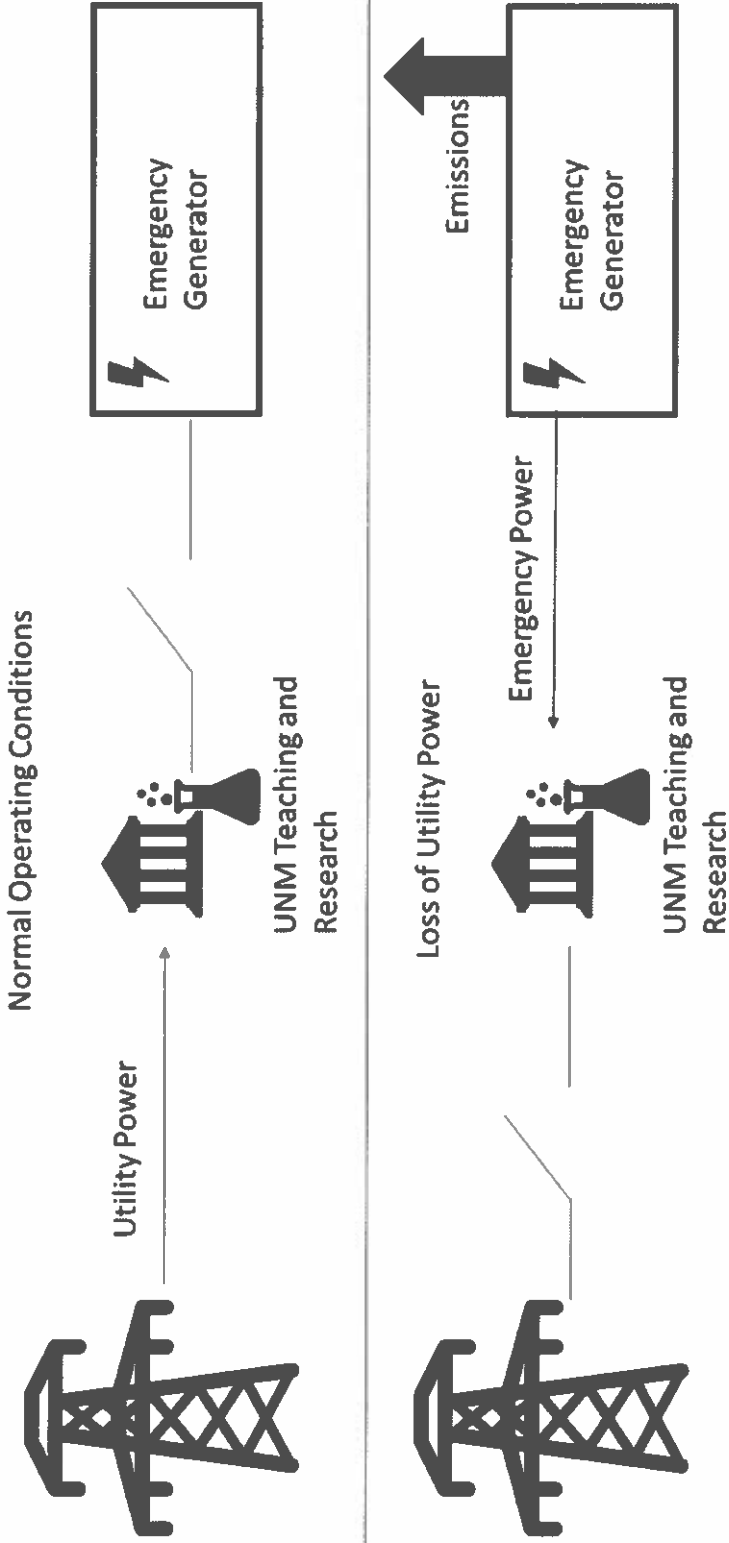 Normal Operating Conditions
Utility Power
UNM Teaching and
Research
Emergency
Generator
Loss of Utility Power
UNM Teaching and
Research
Emergency Power
Emissions
Emergency
Generator